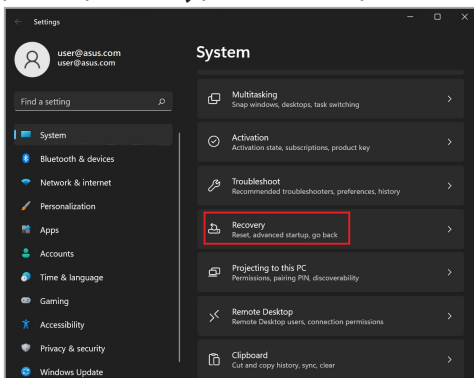 Settings
user@asus.com
user@asus.com
Find a setting
System
Bluetooth & devices
Network & internet
Personalization
Apps
Accounts
Time & language
Gaming
Accessibility
Privacy & security
Windows Update
System
Multitasking
Snap windows, desktops, task switching
Activation
Activation state, subscriptions, product key
Troubleshoot
Recommended troubleshooters, preferences, history
Recovery
Reset, advanced startup, go back
Projecting to this PC
Permissions, pairing PIN, discoverability
Remote Desktop
Remote Desktop users, connection permissions
Clipboard
Cut and copy history, sync, clear